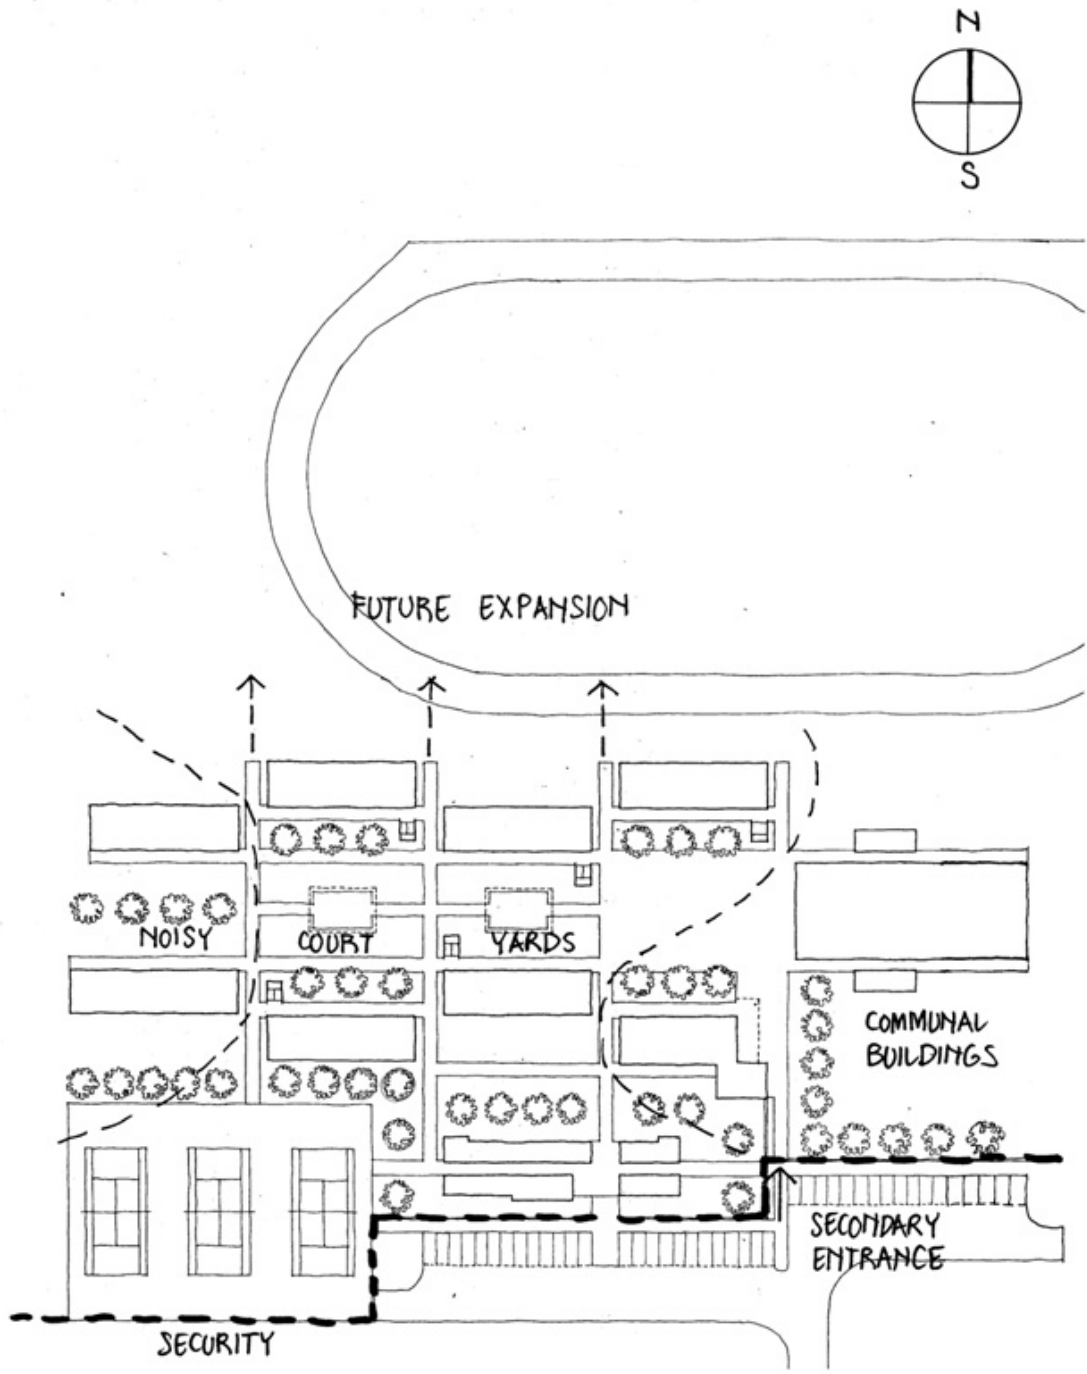 N
S
FUTURE EXPANSION
NOISY COURT YARDS
COMMUNAL
BUILDINGS
SECONDARY
ENTRANCE
SECURITY